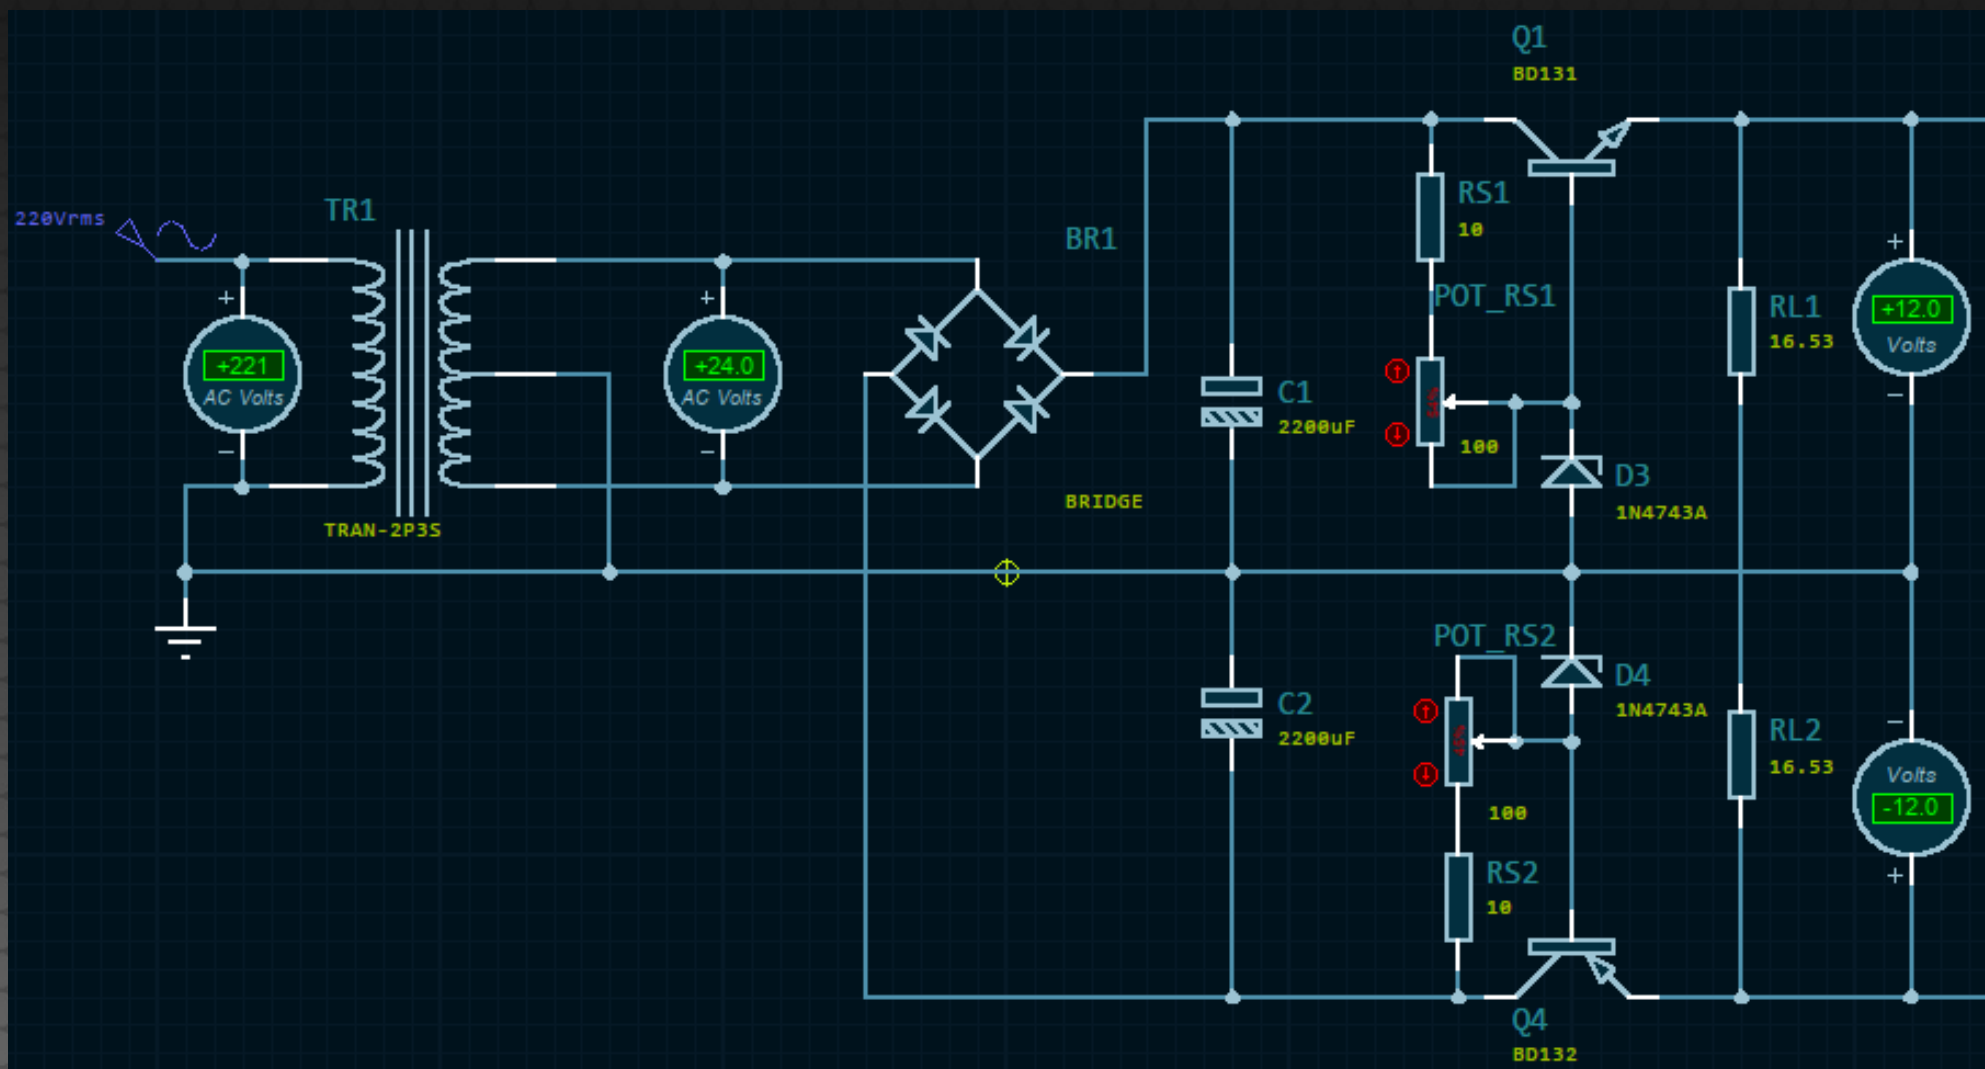 Q1
BD131
220Vrms
TR1
+
+221
AC Volts
−
TRAN-2P3S
+
+24.0
AC Volts
−
BR1
BRIDGE
C1
2200uF
RS1
10
POT_RS1
100
D3
1N4743A
RL1
16.53
+
+12.0
Volts
−
C2
2200uF
POT_RS2
45%
100
D4
1N4743A
RS2
10
RL2
16.53
−
Volts
-12.0
+
Q4
BD132